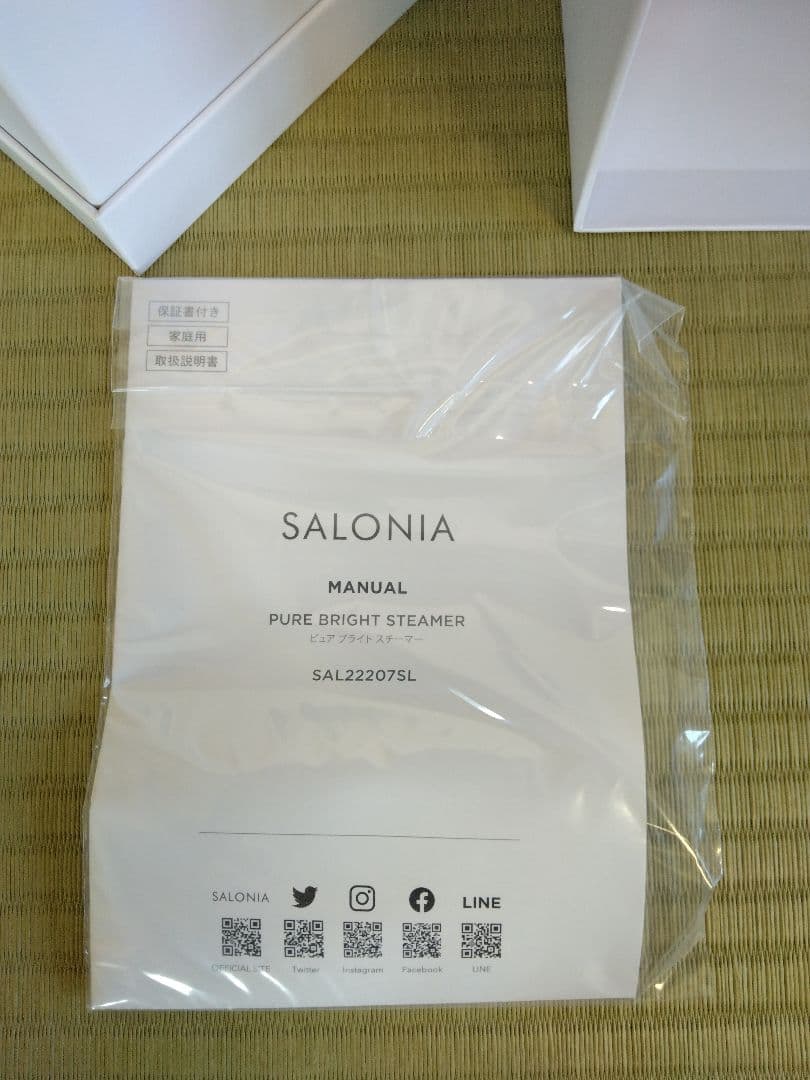 保証書付き
家庭用
取扱説明書
SALONIA
MANUAL
PURE BRIGHT STEAMER
ピュア ブライト スチーマー
SAL22207SL
SALONIA LINE
OFFICIAL SITE Twitter Instagram Facebook LINE